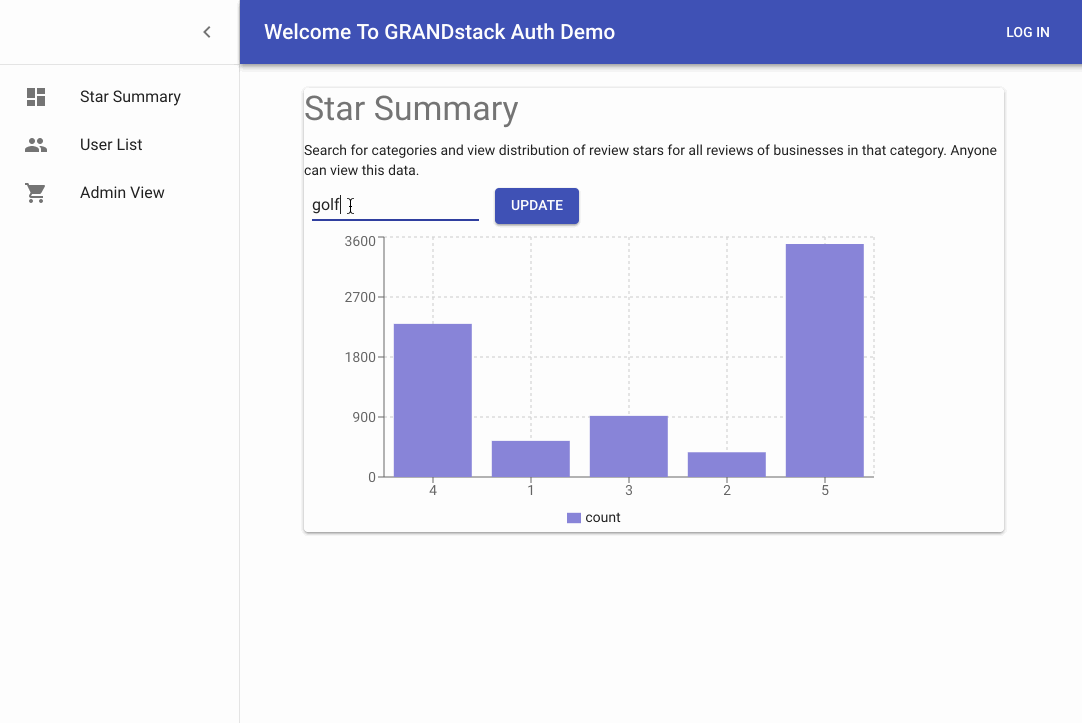 Welcome To GRANDstack Auth Demo
LOG IN
Star Summary
User List
Admin View
Star Summary
Search for categories and view distribution of review stars for all reviews of businesses in that category. Anyone
can view this data.
golf
UPDATE
3600
2700
1800
900
0
4 1 3 2 5
count